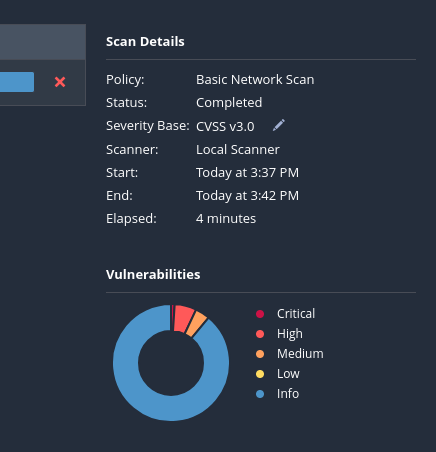 Scan Details
Policy: Basic Network Scan
Status: Completed
Severity Base: CVSS v3.0
Scanner: Local Scanner
Start: Today at 3:37 PM
End: Today at 3:42 PM
Elapsed: 4 minutes
Vulnerabilities
Critical
High
Medium
Low
Info